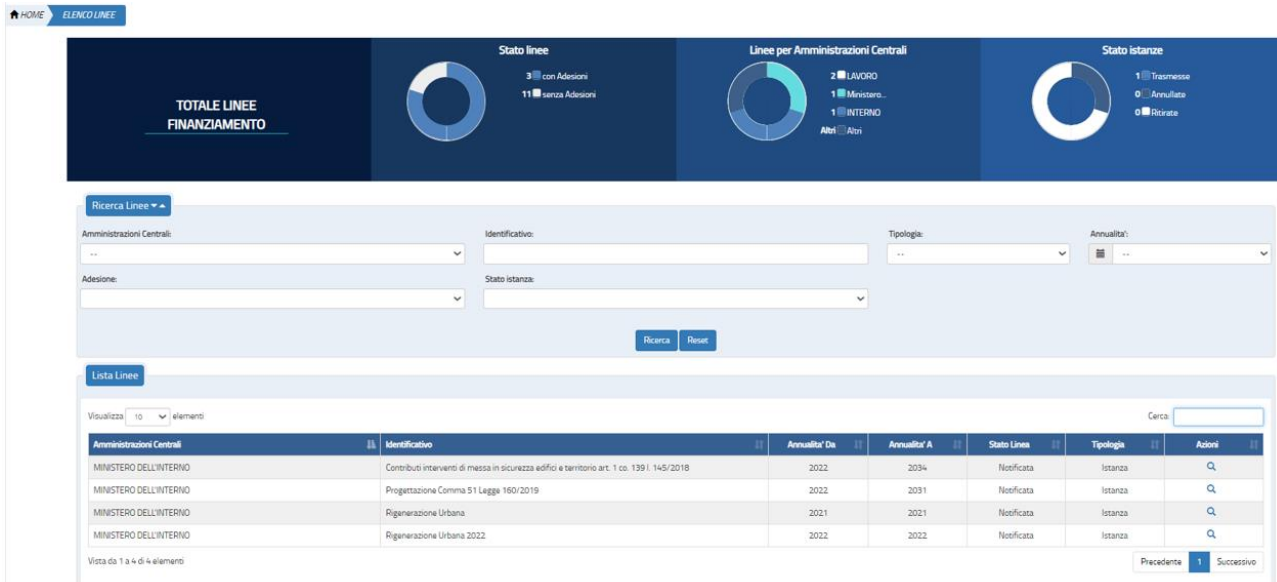 HOME ELENCO LINEE
TOTALE LINEE
FINANZIAMENTO
Stato linee
3 con Adesioni
11 senza Adesioni
Linee per Amministrazioni Centrali
2 LAVORO
1 Ministero...
1 INTERNO
Altri Altri
Stato istanze
1 Trasmesse
0 Annullate
0 Ritirate
Ricerca Linee
Amministrazioni Centrali: Identificativo: Tipologia: Annualita':
-- -- --
Adesione: Stato istanza:
Ricerca Reset
Lista Linee
Visualizza 10 elementi Cerca:
Amministrazioni Centrali Identificativo Annualita' Da Annualita' A Stato Linea Tipologia Azioni
MINISTERO DELL'INTERNO Contributi interventi di messa in sicurezza edifici e territorio art. 1 co. 139 l. 145/2018 2022 2034 Notificata Istanza
MINISTERO DELL'INTERNO Progettazione Comma 51 Legge 160/2019 2022 2031 Notificata Istanza
MINISTERO DELL'INTERNO Rigenerazione Urbana 2021 2021 Notificata Istanza
MINISTERO DELL'INTERNO Rigenerazione Urbana 2022 2022 2022 Notificata Istanza
Vista da 1 a 4 di 4 elementi Precedente 1 Successivo